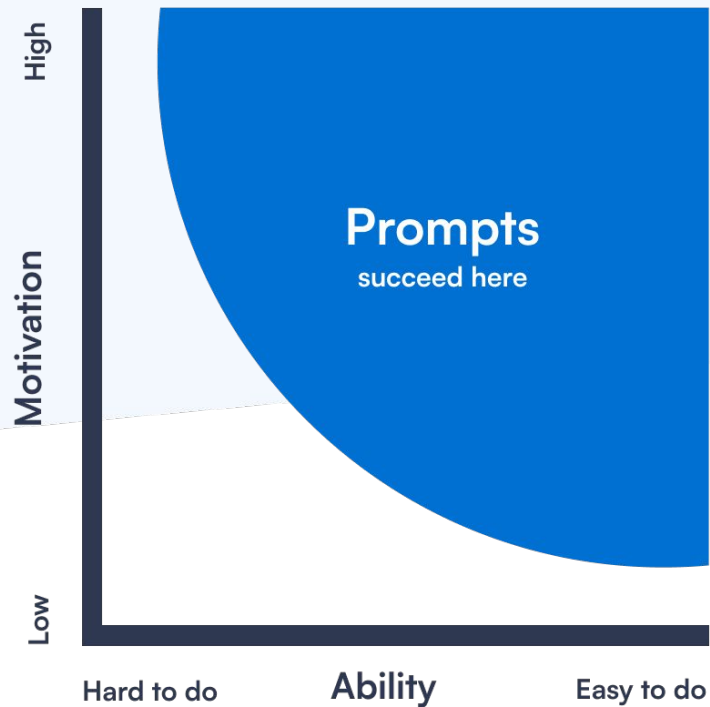 High
Motivation
Low
Prompts
succeed here
Hard to do
Ability
Easy to do